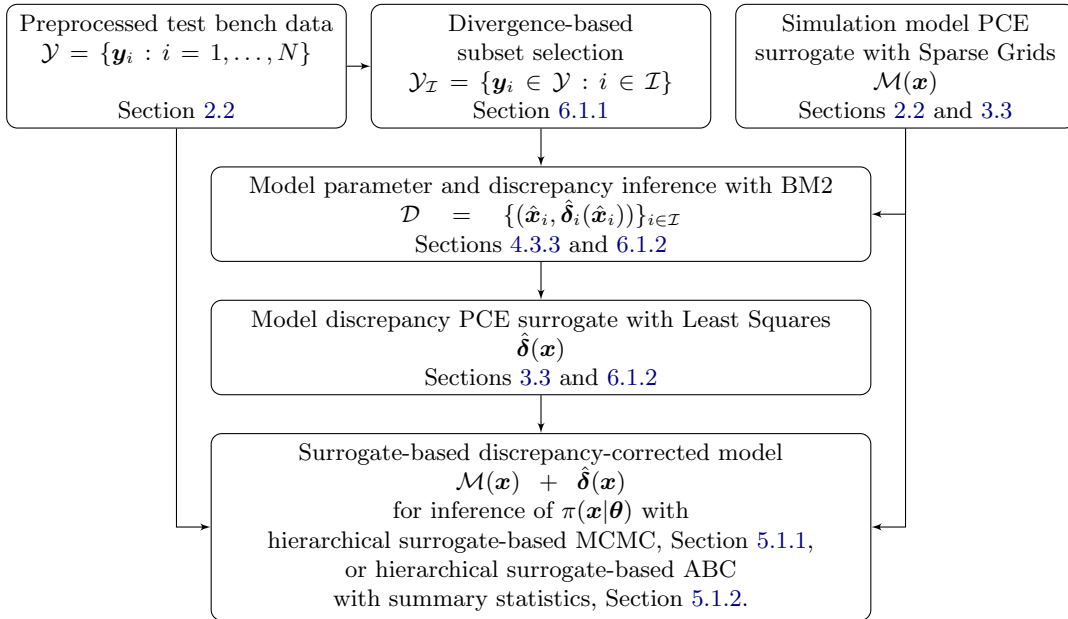 Preprocessed test bench data
𝒴 = {𝒚ᵢ : i = 1, . . . , N}
Section 2.2
Divergence-based
subset selection
𝒴_ℐ = {𝒚ᵢ ∈ 𝒴 : i ∈ ℐ}
Section 6.1.1
Simulation model PCE
surrogate with Sparse Grids
ℳ(𝒙)
Sections 2.2 and 3.3
Model parameter and discrepancy inference with BM2
𝒟 = {(𝒙̂ᵢ, 𝜹̂ᵢ(𝒙̂ᵢ))}_{i∈ℐ}
Sections 4.3.3 and 6.1.2
Model discrepancy PCE surrogate with Least Squares
𝜹̂(𝒙)
Sections 3.3 and 6.1.2
Surrogate-based discrepancy-corrected model
ℳ(𝒙) + 𝜹̂(𝒙)
for inference of π(𝒙|𝜽) with
hierarchical surrogate-based MCMC, Section 5.1.1,
or hierarchical surrogate-based ABC
with summary statistics, Section 5.1.2.